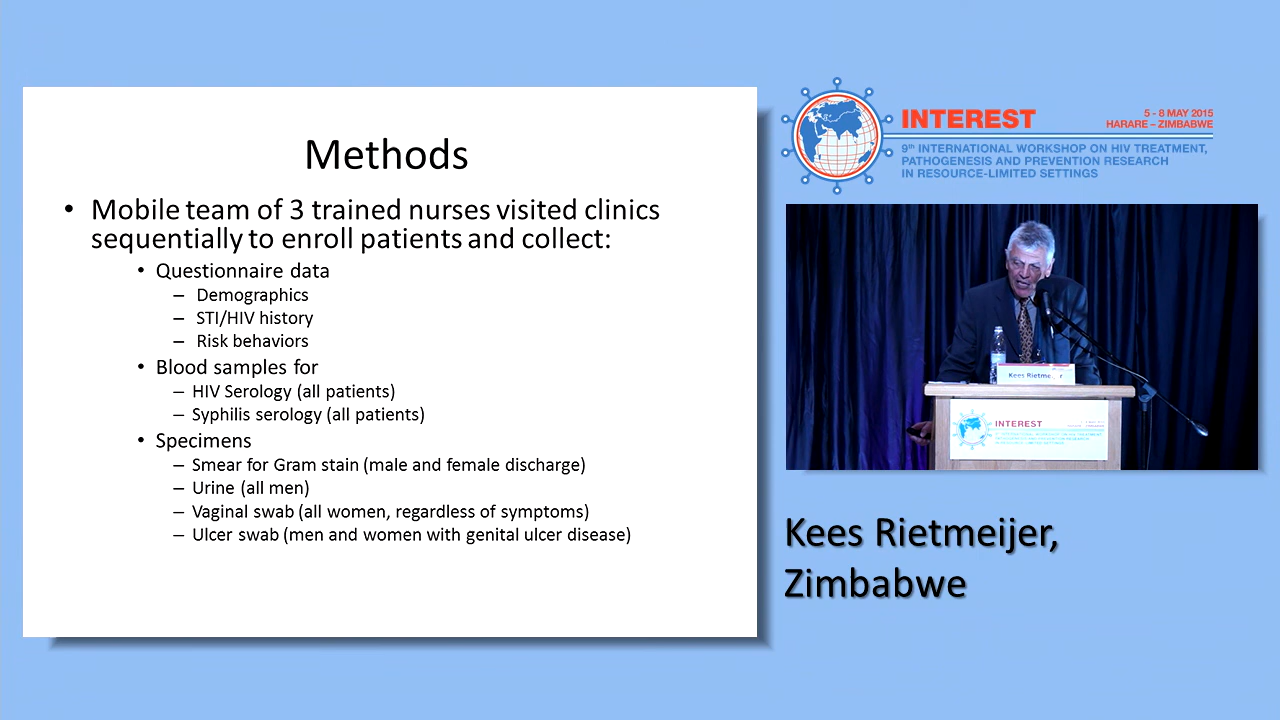 Methods
• Mobile team of 3 trained nurses visited clinics
sequentially to enroll patients and collect:
• Questionnaire data
– Demographics
– STI/HIV history
– Risk behaviors
• Blood samples for
– HIV Serology (all patients)
– Syphilis serology (all patients)
• Specimens
– Smear for Gram stain (male and female discharge)
– Urine (all men)
– Vaginal swab (all women, regardless of symptoms)
– Ulcer swab (men and women with genital ulcer disease)
INTEREST
5 - 8 MAY 2015
HARARE – ZIMBABWE
9th INTERNATIONAL WORKSHOP ON HIV TREATMENT,
PATHOGENESIS AND PREVENTION RESEARCH
IN RESOURCE-LIMITED SETTINGS
Kees
INTEREST
Kees Rietmeijer,
Zimbabwe